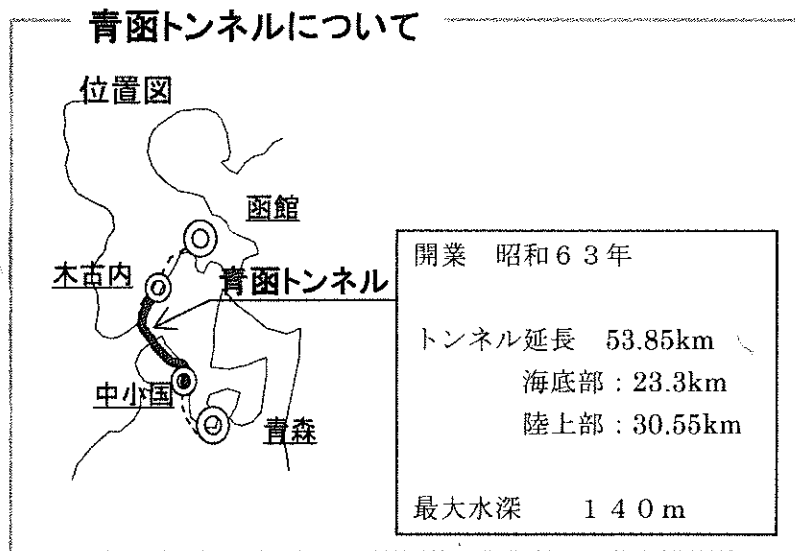 青函トンネルについて
位置図
函館
木古内
青函トンネル
中小国
青森
開業　昭和６３年
トンネル延長　53.85km
海底部：23.3km
陸上部：30.55km
最大水深　　１４０ｍ